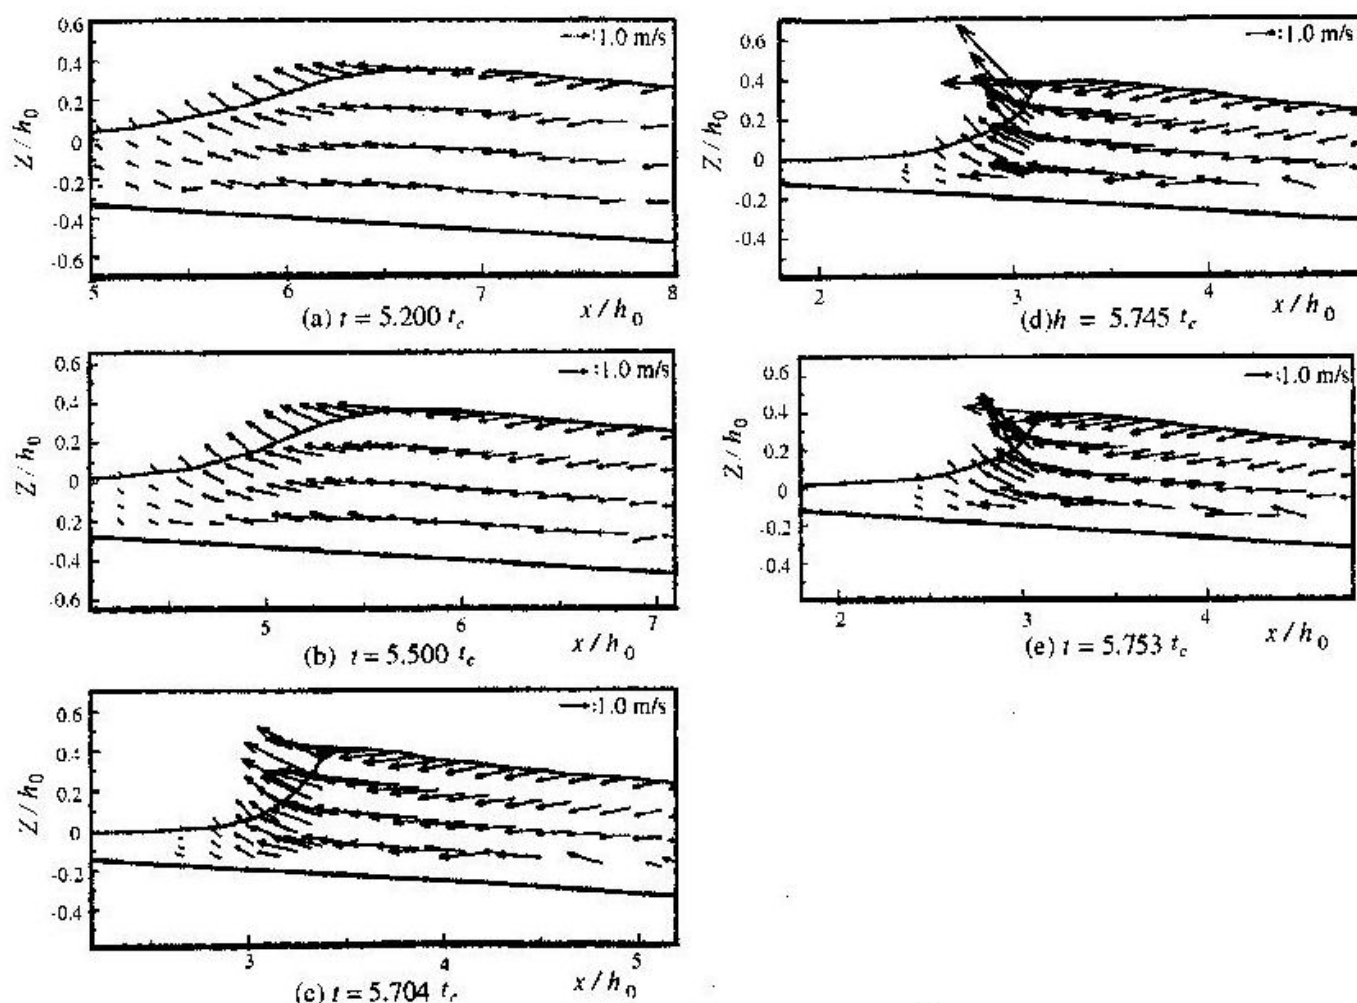 0.6
0.4
0.2
0
-0.2
-0.4
-0.6
Z/h0
:1.0 m/s
5
6
7
8
x/h0
(a) t = 5.200 tc
0.6
0.4
0.2
0
0.2
-0.4
-0.6
Z/h0
:1.0 m/s
5
6
7
x/h0
(b) t = 5.500 tc
0.6
0.4
0.2
0
-0.2
-0.4
Z/h0
:1.0 m/s
3
4
5
x/h0
(c) t = 5.704 tc
0.6
0.4
0.2
0
-0.2
-0.4
Z/h0
:1.0 m/s
2
3
4
x/h0
(d)h = 5.745 tc
0.6
0.4
0.2
0
-0.2
-0.4
Z/h0
:1.0 m/s
2
3
4
x/h0
(e) t = 5.753 tc